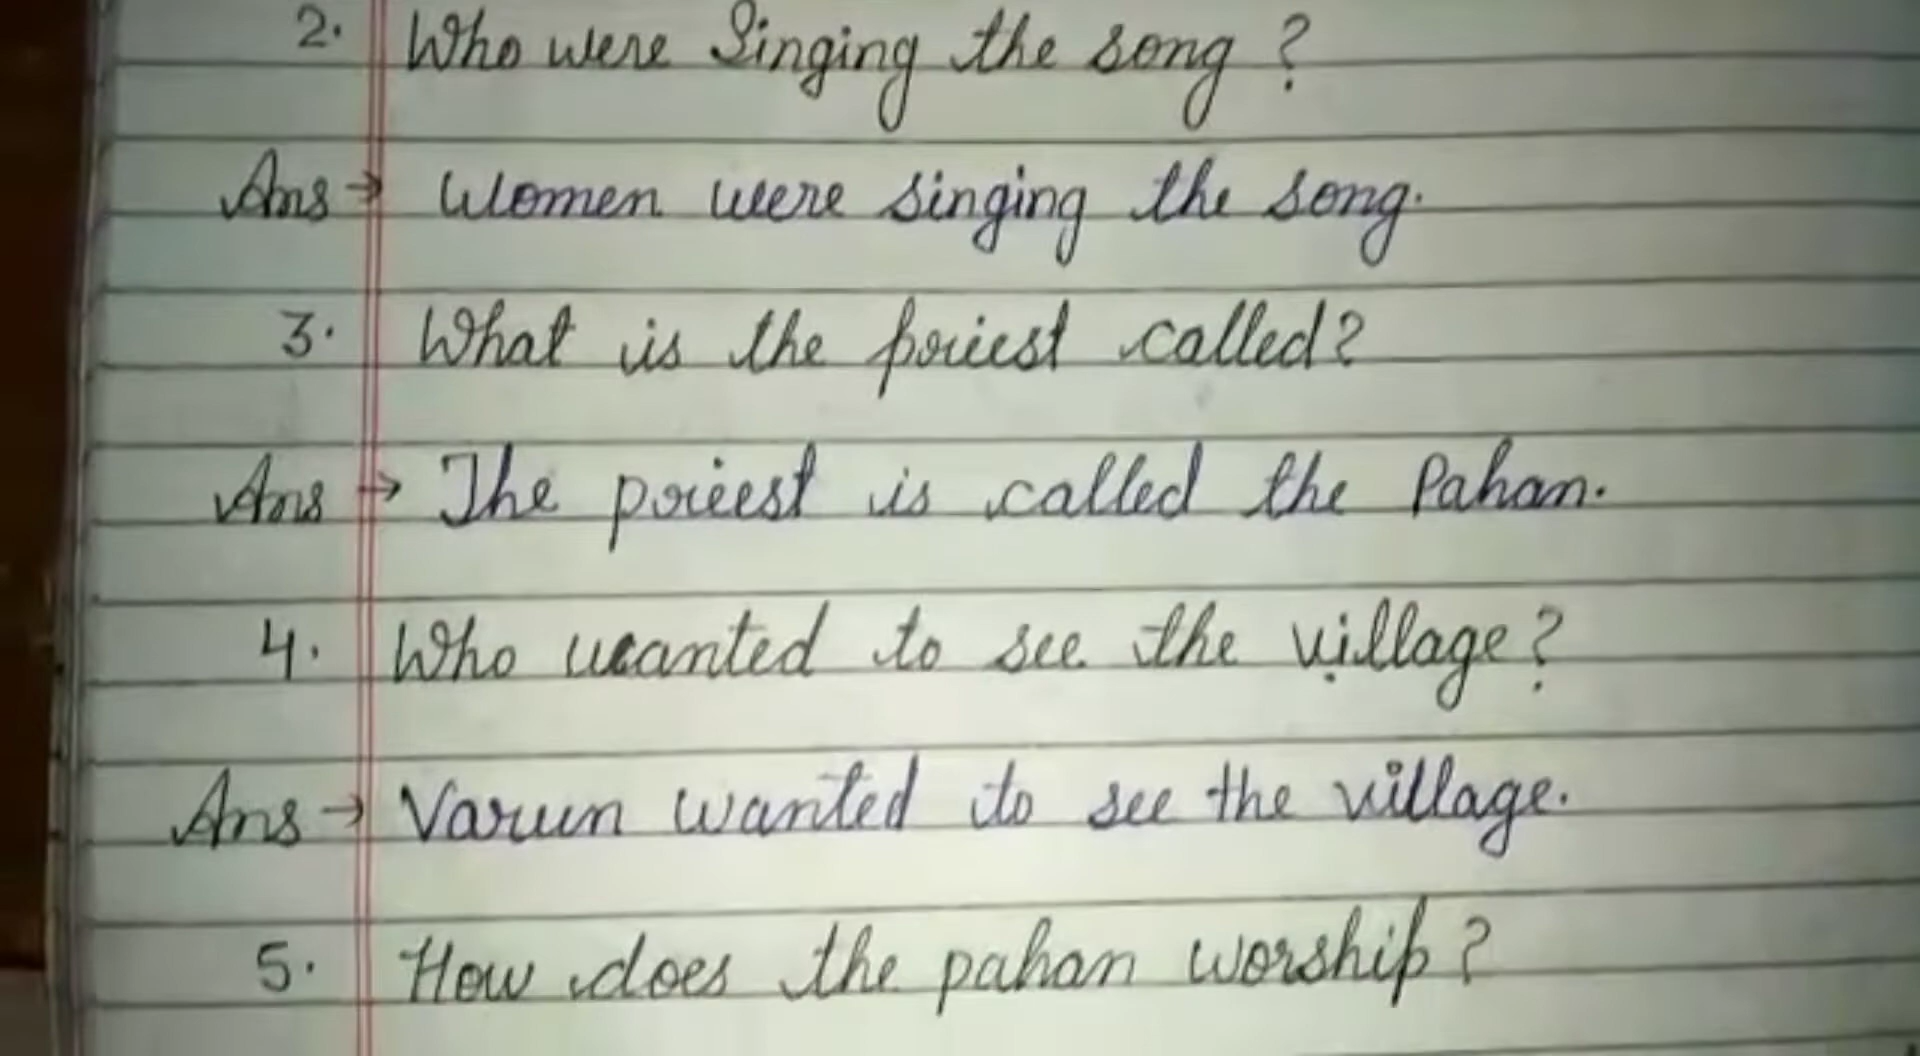 2. Who were Singing the song?
Ans → Women were singing the song.
3. What is the priest called?
Ans → The priest is called the Pahan.
4. Who wanted to see the village?
Ans → Varun wanted to see the village.
5. How does the pahan worship?